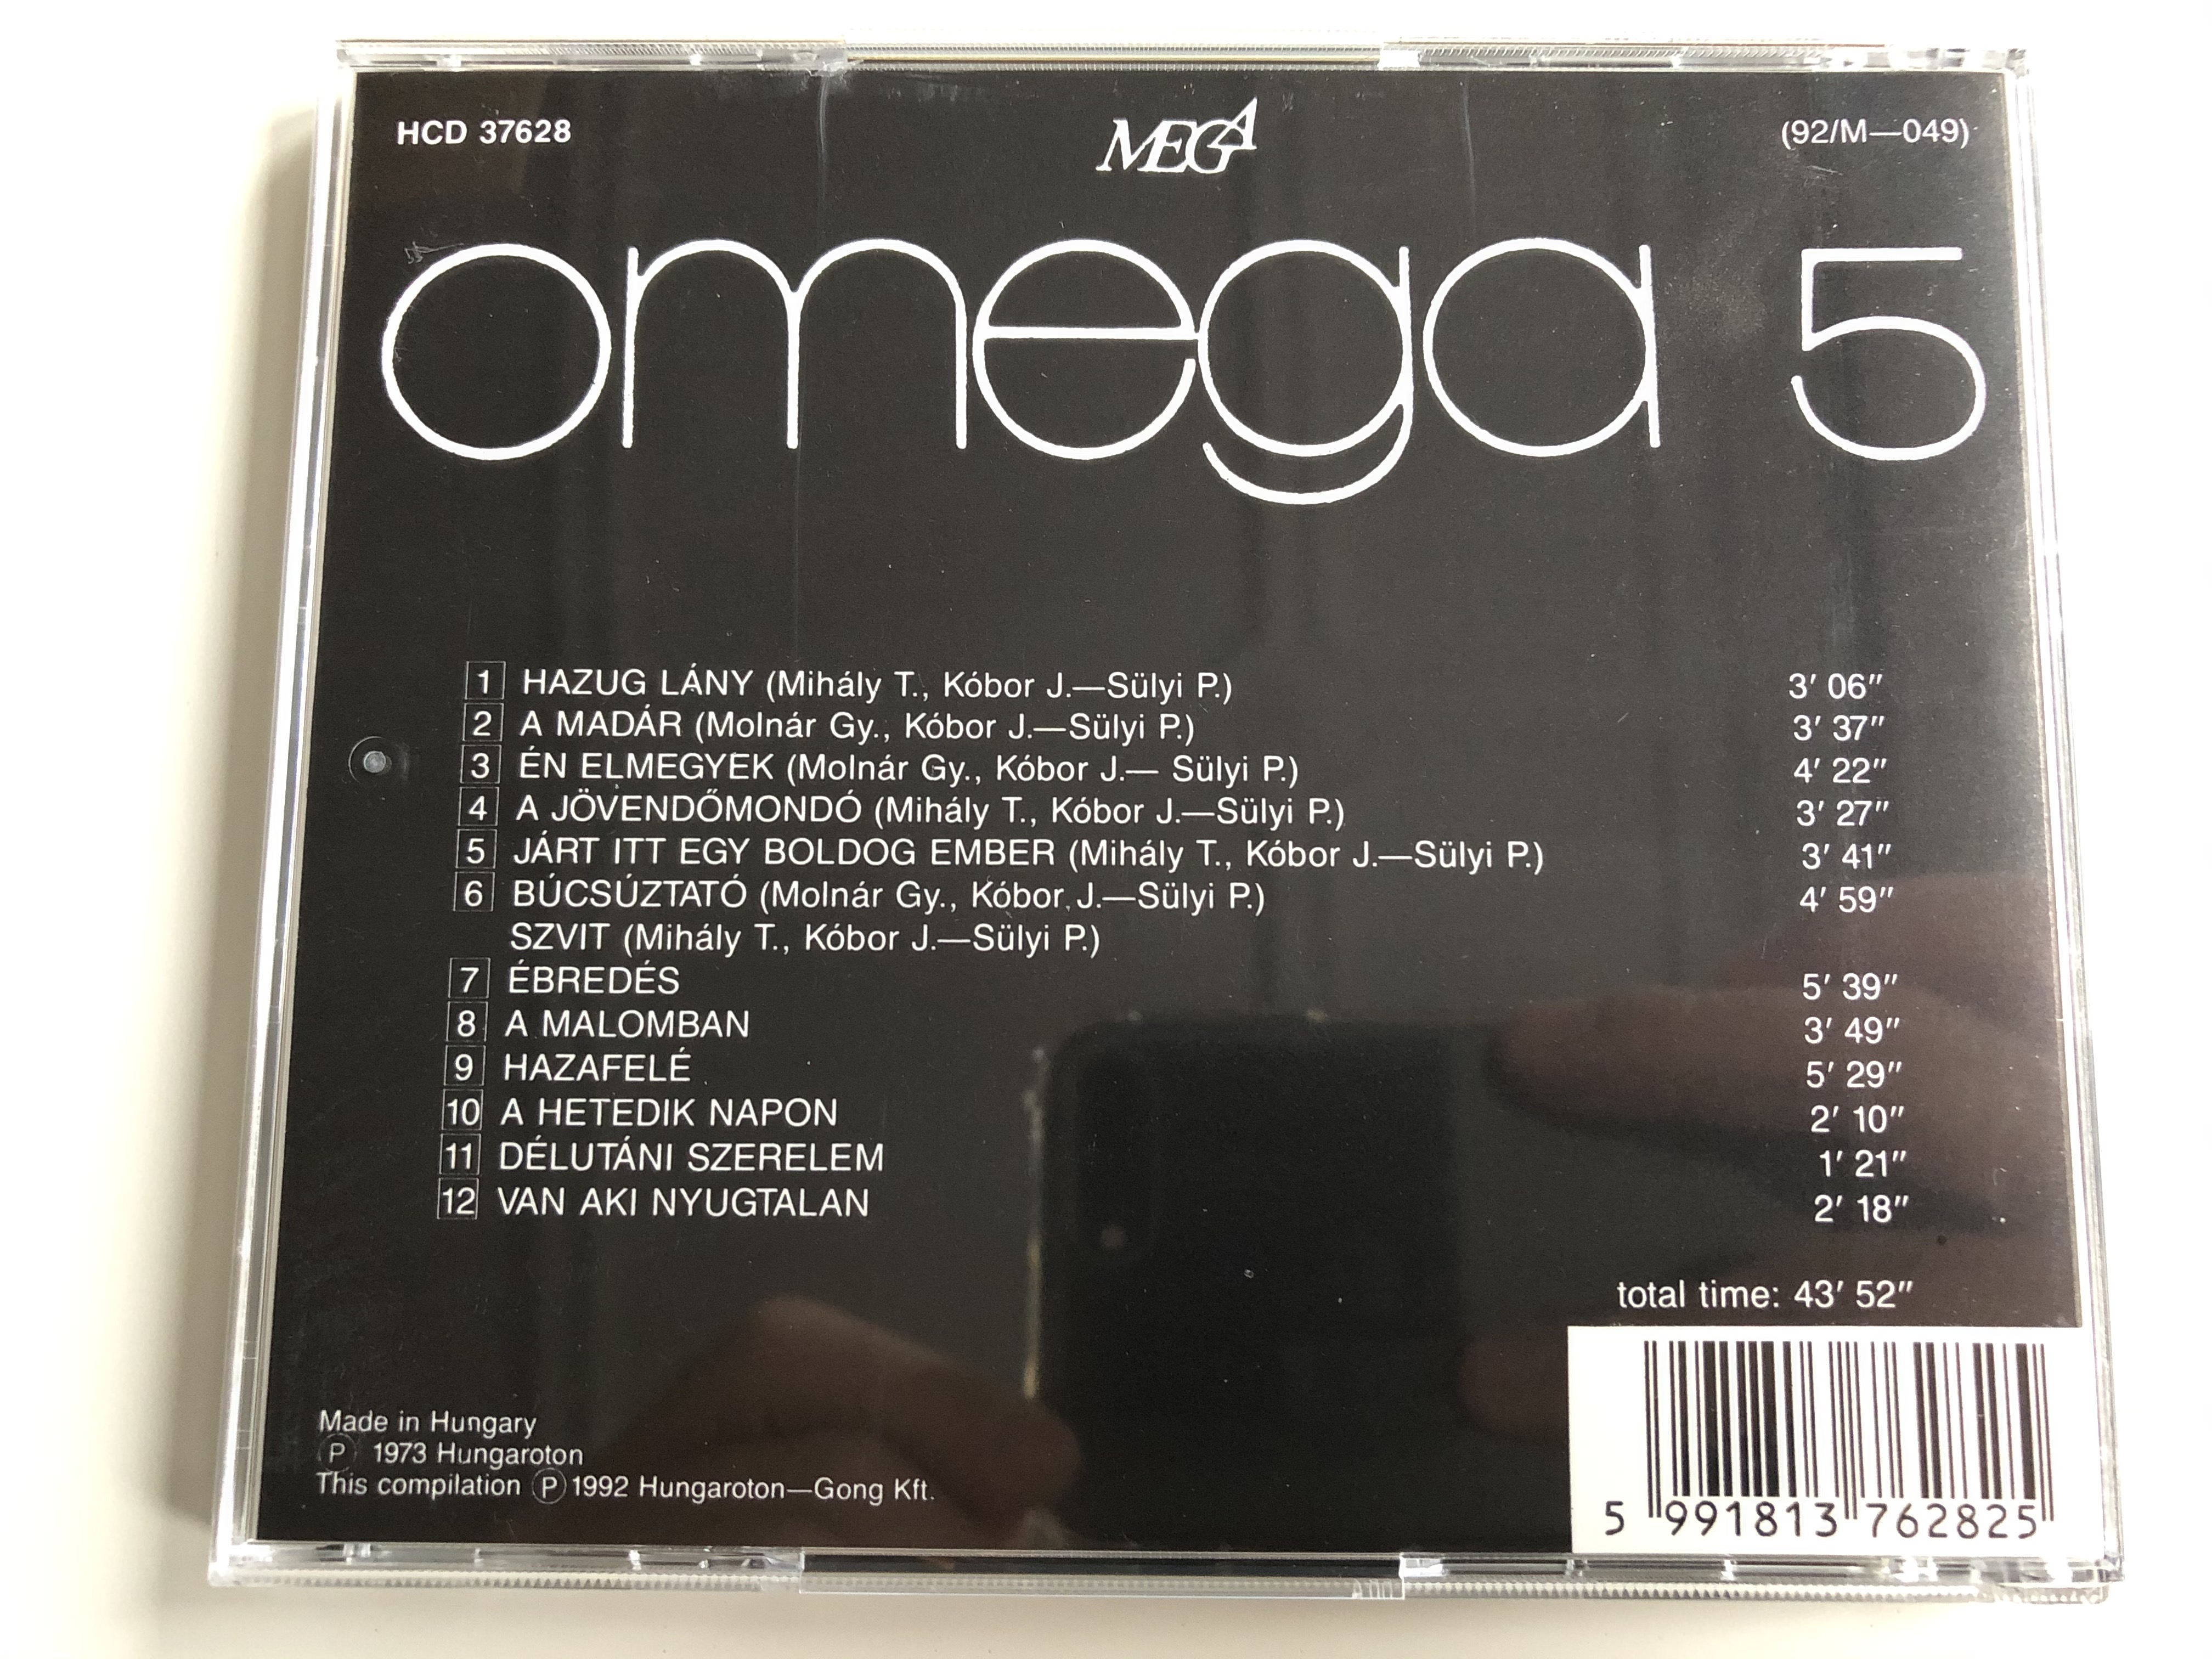 HCD 37628
MEGA
(92/M—049)
omega 5
1 HAZUG LÁNY (Mihály T., Kóbor J.—Sülyi P.) 3′ 06″
2 A MADÁR (Molnár Gy., Kóbor J.—Sülyi P.) 3′ 37″
3 ÉN ELMEGYEK (Molnár Gy., Kóbor J.— Sülyi P.) 4′ 22″
4 A JÖVENDŐMONDÓ (Mihály T., Kóbor J.—Sülyi P.) 3′ 27″
5 JÁRT ITT EGY BOLDOG EMBER (Mihály T., Kóbor J.—Sülyi P.) 3′ 41″
6 BÚCSÚZTATÓ (Molnár Gy., Kóbor J.—Sülyi P.) 4′ 59″
SZVIT (Mihály T., Kóbor J.—Sülyi P.)
7 ÉBREDÉS 5′ 39″
8 A MALOMBAN 3′ 49″
9 HAZAFELÉ 5′ 29″
10 A HETEDIK NAPON 2′ 10″
11 DÉLUTÁNI SZERELEM 1′ 21″
12 VAN AKI NYUGTALAN 2′ 18″
total time: 43′ 52″
Made in Hungary
Ⓟ 1973 Hungaroton
This compilation Ⓟ 1992 Hungaroton—Gong Kft.
5 991813 762825